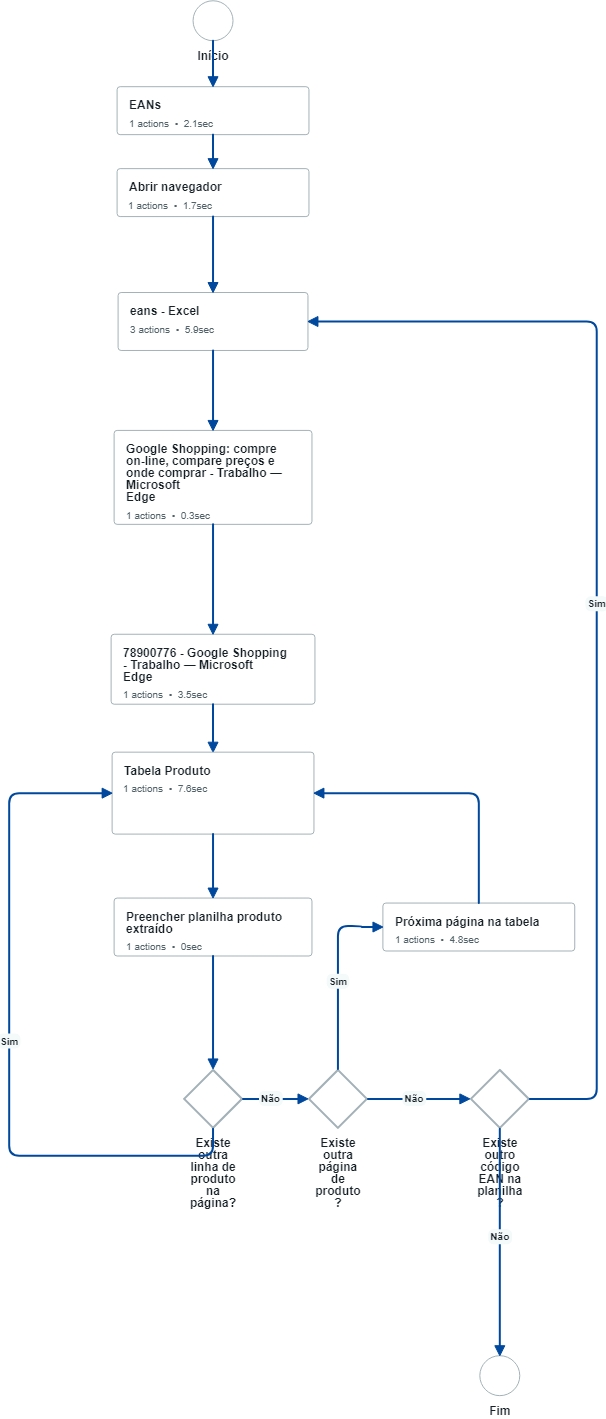 Início
EANs
1 actions • 2.1sec
Abrir navegador
1 actions • 1.7sec
eans - Excel
3 actions • 5.9sec
Google Shopping: compre
on-line, compare preços e
onde comprar - Trabalho —
Microsoft
Edge
1 actions • 0.3sec
Sim
78900776 - Google Shopping
- Trabalho — Microsoft
Edge
1 actions • 3.5sec
Tabela Produto
1 actions • 7.6sec
Preencher planilha produto
extraído
1 actions • 0sec
Próxima página na tabela
1 actions • 4.8sec
Sim
Sim
Não
Não
Existe
outra
linha de
produto
na
página?
Existe
outra
página
de
produto
?
Existe
outro
código
EAN na
planilha
?
Não
Fim